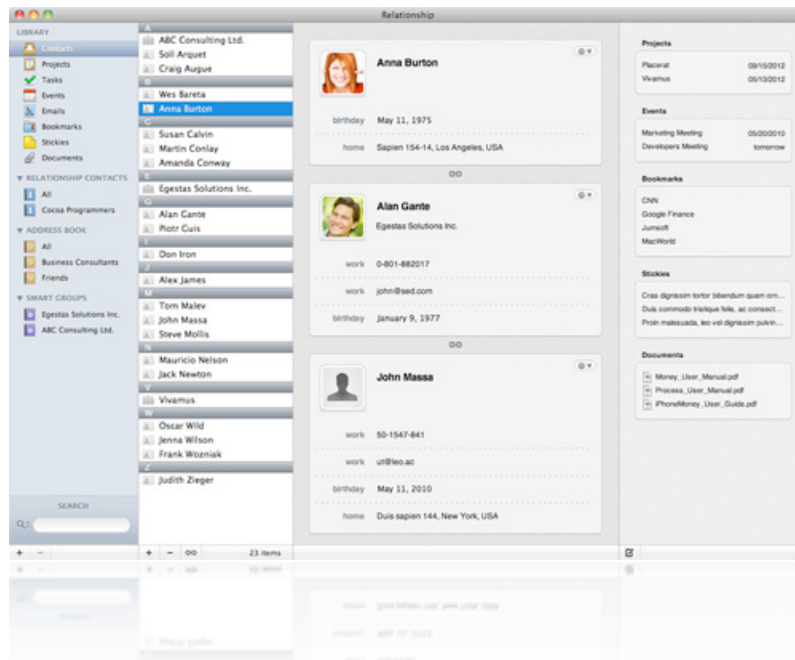 Relationship
LIBRARY
Contacts
Projects
Tasks
Events
Emails
Bookmarks
Stickies
Documents
RELATIONSHIP CONTACTS
All
Cocoa Programmers
ADDRESS BOOK
All
Business Consultants
Friends
SMART GROUPS
Egestas Solutions Inc.
ABC Consulting Ltd.
SEARCH
A
ABC Consulting Ltd.
Soll Arquet
Craig Augue
B
Wes Bareta
Anna Burton
C
Susan Calvin
Martin Conlay
Amanda Conway
E
Egestas Solutions Inc.
G
Alan Gante
Piotr Guis
I
Don Iron
J
Alex James
M
Tom Malev
John Massa
Steve Mollis
N
Mauricio Nelson
Jack Newton
V
Vivamus
W
Oscar Wild
Jenna Wilson
Frank Wozniak
Z
Judith Zieger
23 items
Anna Burton
birthday May 11, 1975
home Sapien 154-14, Los Angeles, USA
Alan Gante
Egestas Solutions Inc.
work 0-801-882017
work john@sed.com
birthday January 9, 1977
John Massa
work 50-1547-841
work ut@leo.ac
birthday May 11, 2010
home Duis sapien 144, New York, USA
Projects
Placerat 09/15/2012
Vivamus 05/13/2012
Events
Marketing Meeting 05/20/2010
Developers Meeting tomorrow
Bookmarks
CNN
Google Finance
Jumsoft
MacWorld
Stickies
Cras dignissim tortor bibendum quam orn...
Duis commodo tristique felis, ac consect...
Proin malesuada, leo vel dignissim pulvin...
Documents
Money_User_Manual.pdf
Process_User_Manual.pdf
iPhoneMoney_User_Guide.pdf